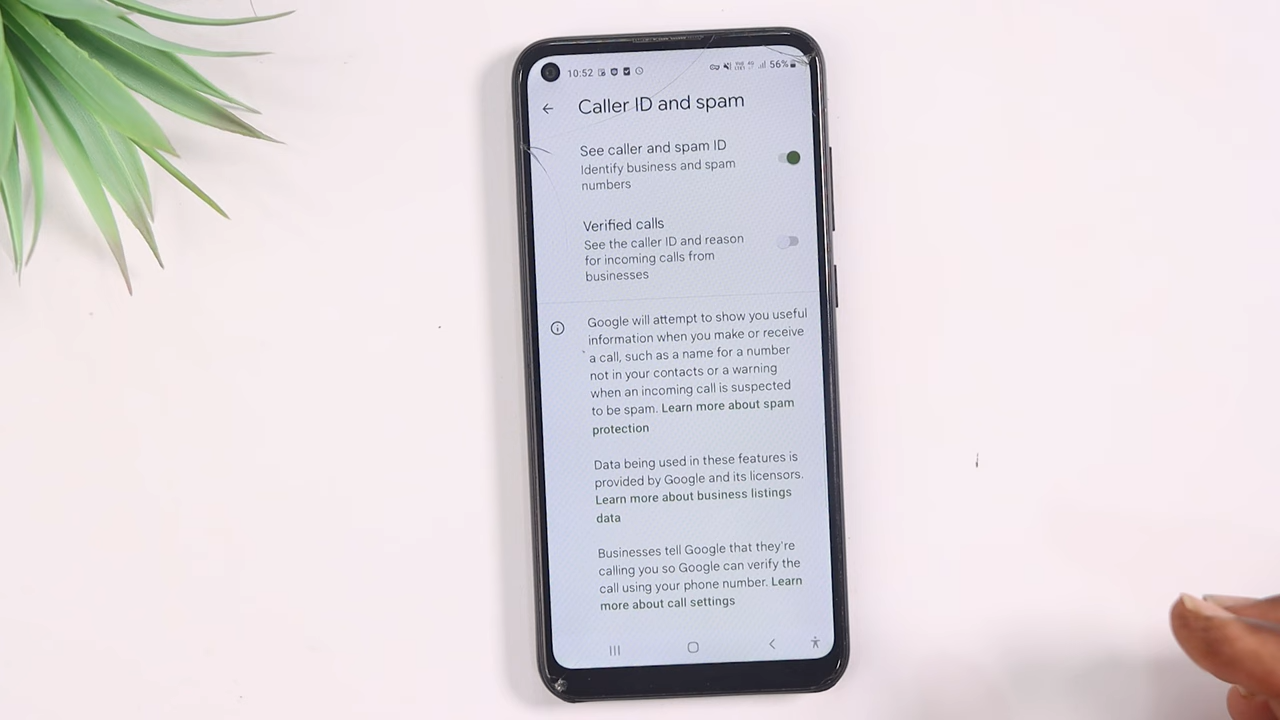 10:52
56%
Caller ID and spam
See caller and spam ID
Identify business and spam
numbers
Verified calls
See the caller ID and reason
for incoming calls from
businesses
Google will attempt to show you useful
information when you make or receive
a call, such as a name for a number
not in your contacts or a warning
when an incoming call is suspected
to be spam. Learn more about spam
protection
Data being used in these features is
provided by Google and its licensors.
Learn more about business listings
data
Businesses tell Google that they're
calling you so Google can verify the
call using your phone number. Learn
more about call settings